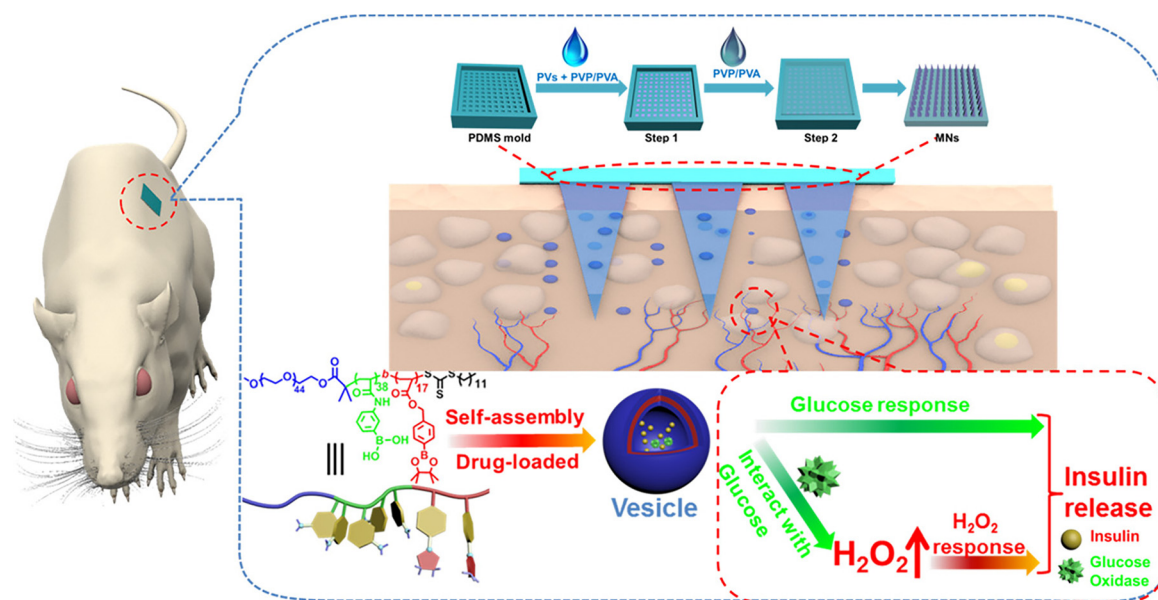 PVs + PVP/PVA
PVP/PVA
PDMS mold
Step 1
Step 2
MNs
O
O
44
O
O
38
b
17
S
S
S
11
O
NH
O
O
B
OH
HO
B
O
O
Self-assembly
Drug-loaded
Vesicle
Glucose response
Interact with
Glucose
H₂O₂
H₂O₂
response
Insulin
release
Insulin
Glucose
Oxidase